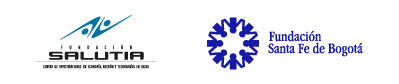 FUNDACIÓN
SALUTIA
CENTRO DE INVESTIGACIONES EN ECONOMÍA, GESTIÓN Y TECNOLOGÍAS EN SALUD
Fundación
Santa Fe de Bogotá